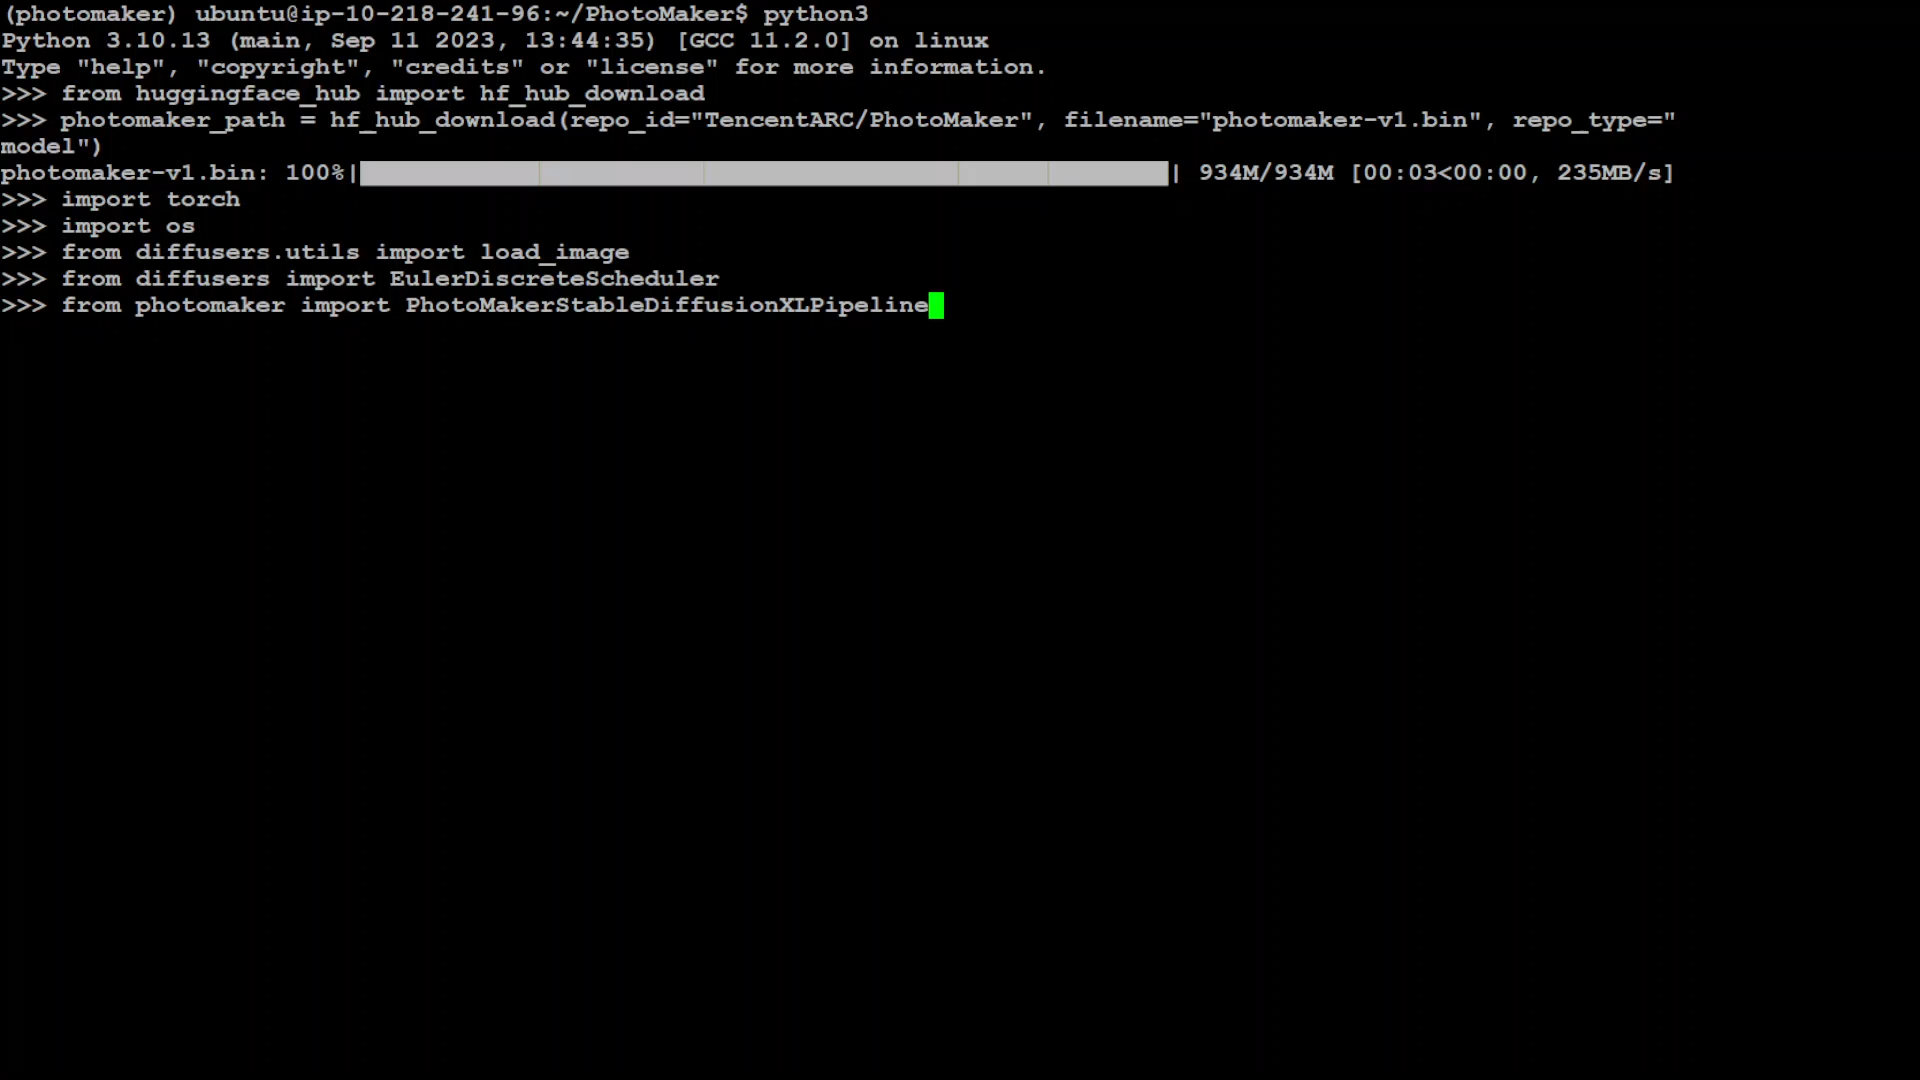 (photomaker) ubuntu@ip-10-218-241-96:~/PhotoMaker$ python3
Python 3.10.13 (main, Sep 11 2023, 13:44:35) [GCC 11.2.0] on linux
Type "help", "copyright", "credits" or "license" for more information.
>>> from huggingface_hub import hf_hub_download
>>> photomaker_path = hf_hub_download(repo_id="TencentARC/PhotoMaker", filename="photomaker-v1.bin", repo_type="
model")
photomaker-v1.bin: 100%|██████████| 934M/934M [00:03<00:00, 235MB/s]
>>> import torch
>>> import os
>>> from diffusers.utils import load_image
>>> from diffusers import EulerDiscreteScheduler
>>> from photomaker import PhotoMakerStableDiffusionXLPipeline